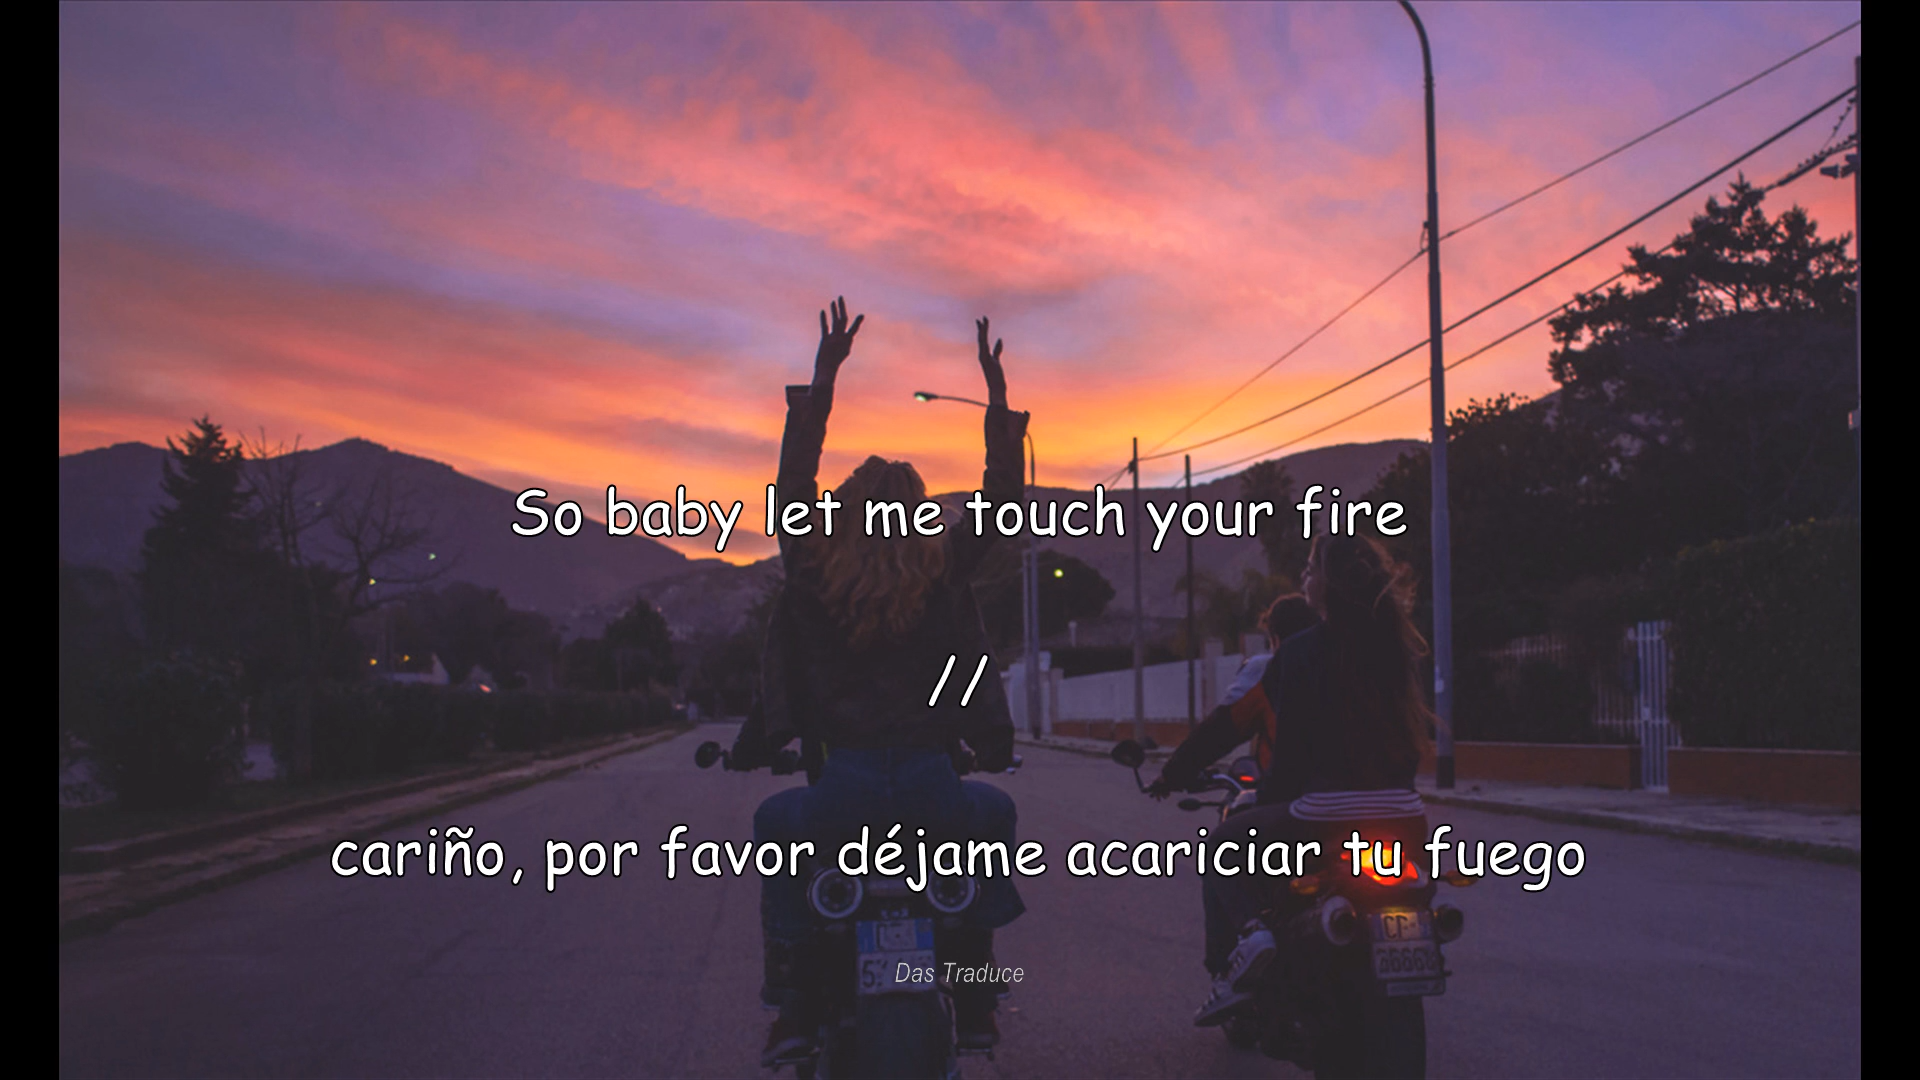 So baby let me touch your fire
//
cariño, por favor déjame acariciar tu fuego
Das Traduce